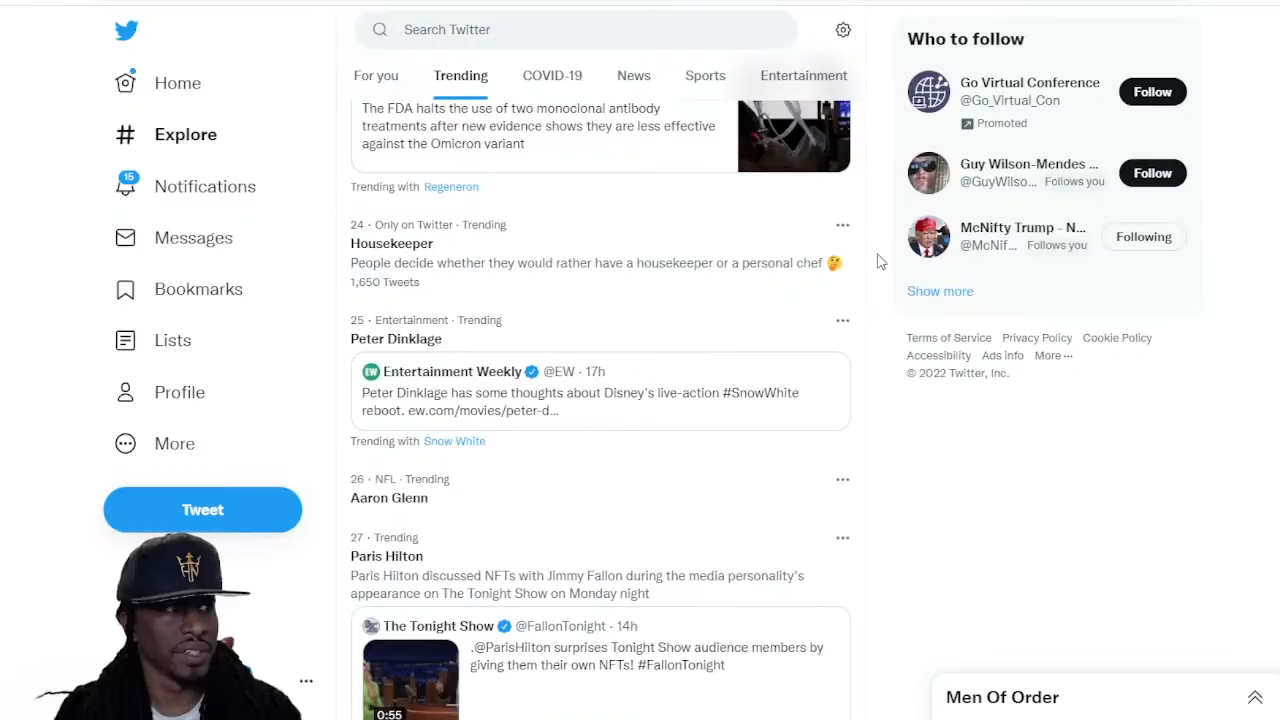 Search Twitter
For you
Trending
COVID-19
News
Sports
Entertainment
Home
Explore
15
Notifications
Messages
Bookmarks
Lists
Profile
More
Tweet
The FDA halts the use of two monoclonal antibody
treatments after new evidence shows they are less effective
against the Omicron variant
Trending with Regeneron
24 · Only on Twitter · Trending
Housekeeper
People decide whether they would rather have a housekeeper or a personal chef 🤔
1,650 Tweets
25 · Entertainment · Trending
Peter Dinklage
EW Entertainment Weekly @EW · 17h
Peter Dinklage has some thoughts about Disney's live-action #SnowWhite
reboot. ew.com/movies/peter-d...
Trending with Snow White
26 · NFL · Trending
Aaron Glenn
27 · Trending
Paris Hilton
Paris Hilton discussed NFTs with Jimmy Fallon during the media personality's
appearance on The Tonight Show on Monday night
The Tonight Show @FallonTonight · 14h
.@ParisHilton surprises Tonight Show audience members by
giving them their own NFTs! #FallonTonight
0:55
Who to follow
Go Virtual Conference
@Go_Virtual_Con
Follow
Promoted
Guy Wilson-Mendes ...
@GuyWilso... Follows you
Follow
McNifty Trump - N...
@McNif... Follows you
Following
Show more
Terms of Service Privacy Policy Cookie Policy
Accessibility Ads info More ···
© 2022 Twitter, Inc.
Men Of Order